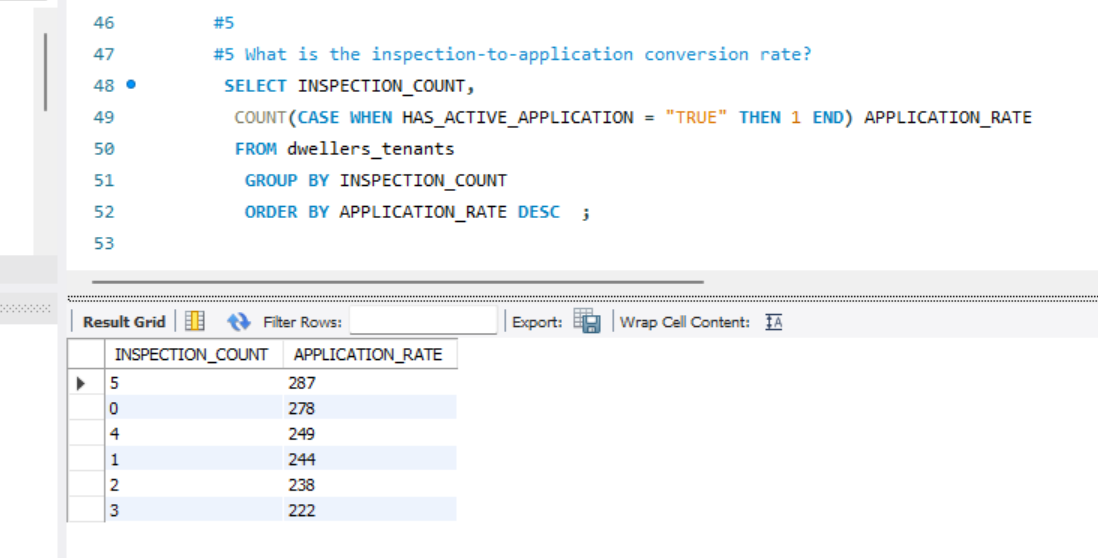 46 #5
47 #5 What is the inspection-to-application conversion rate?
48 SELECT INSPECTION_COUNT,
49 COUNT(CASE WHEN HAS_ACTIVE_APPLICATION = "TRUE" THEN 1 END) APPLICATION_RATE
50 FROM dwellers_tenants
51 GROUP BY INSPECTION_COUNT
52 ORDER BY APPLICATION_RATE DESC ;
53
Result Grid Filter Rows: Export: Wrap Cell Content: IA
INSPECTION_COUNT APPLICATION_RATE
5 287
0 278
4 249
1 244
2 238
3 222